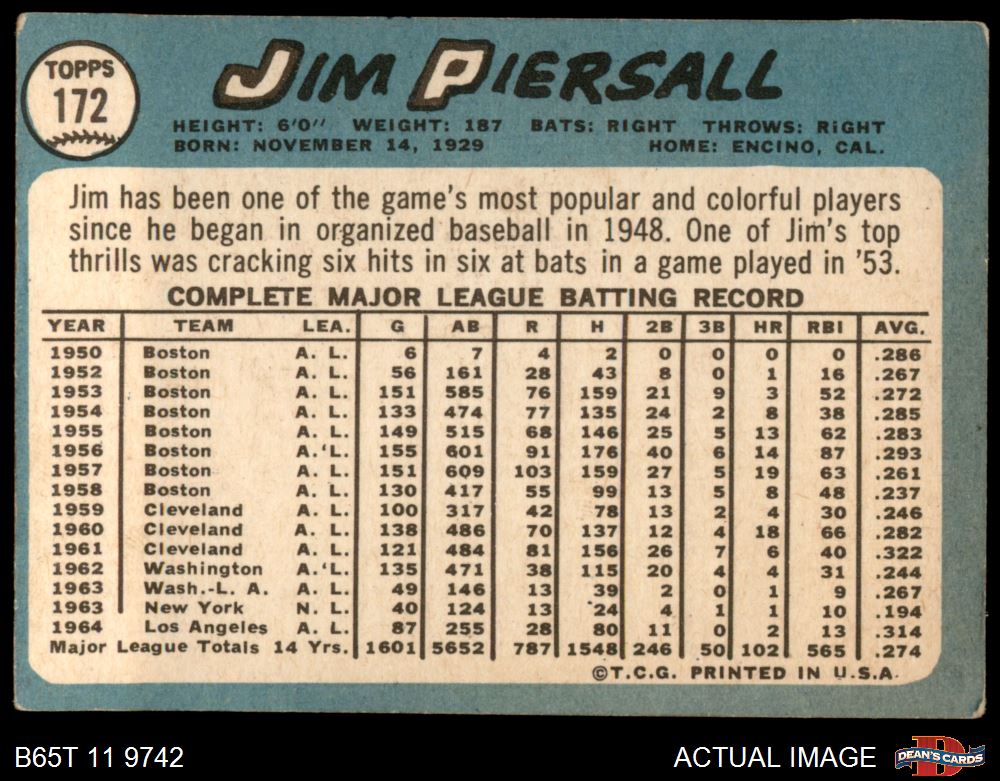 TOPPS
172
JIM PIERSALL
HEIGHT: 6'0" WEIGHT: 187 BATS: RIGHT THROWS: RIGHT
BORN: NOVEMBER 14, 1929 HOME: ENCINO, CAL.
Jim has been one of the game's most popular and colorful players
since he began in organized baseball in 1948. One of Jim's top
thrills was cracking six hits in six at bats in a game played in '53.
COMPLETE MAJOR LEAGUE BATTING RECORD
YEAR TEAM LEA. G AB R H 2B 3B HR RBI AVG.
1950 Boston A. L. 6 7 4 2 0 0 0 0 .286
1952 Boston A. L. 56 161 28 43 8 0 1 16 .267
1953 Boston A. L. 151 585 76 159 21 9 3 52 .272
1954 Boston A. L. 133 474 77 135 24 2 8 38 .285
1955 Boston A. L. 149 515 68 146 25 5 13 62 .283
1956 Boston A. L. 155 601 91 176 40 6 14 87 .293
1957 Boston A. L. 151 609 103 159 27 5 19 63 .261
1958 Boston A. L. 130 417 55 99 13 5 8 48 .237
1959 Cleveland A. L. 100 317 42 78 13 2 4 30 .246
1960 Cleveland A. L. 138 486 70 137 12 4 18 66 .282
1961 Cleveland A. L. 121 484 81 156 26 7 6 40 .322
1962 Washington A. L. 135 471 38 115 20 4 4 31 .244
1963 Wash.-L. A. A. L. 49 146 13 39 2 0 1 9 .267
1963 New York N. L. 40 124 13 24 4 1 1 10 .194
1964 Los Angeles A. L. 87 255 28 80 11 0 2 13 .314
Major League Totals 14 Yrs. 1601 5652 787 1548 246 50 102 565 .274
©T.C.G. PRINTED IN U.S.A.
B65T 11 9742 ACTUAL IMAGE DEAN'S CARDS